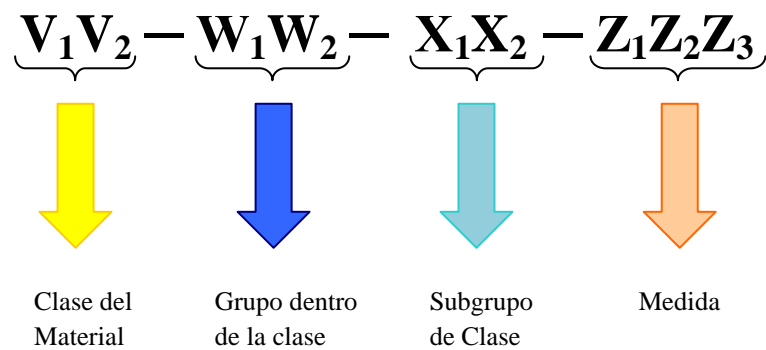 V₁V₂ — W₁W₂ — X₁X₂ — Z₁Z₂Z₃
Clase del Material
Grupo dentro de la clase
Subgrupo de Clase
Medida